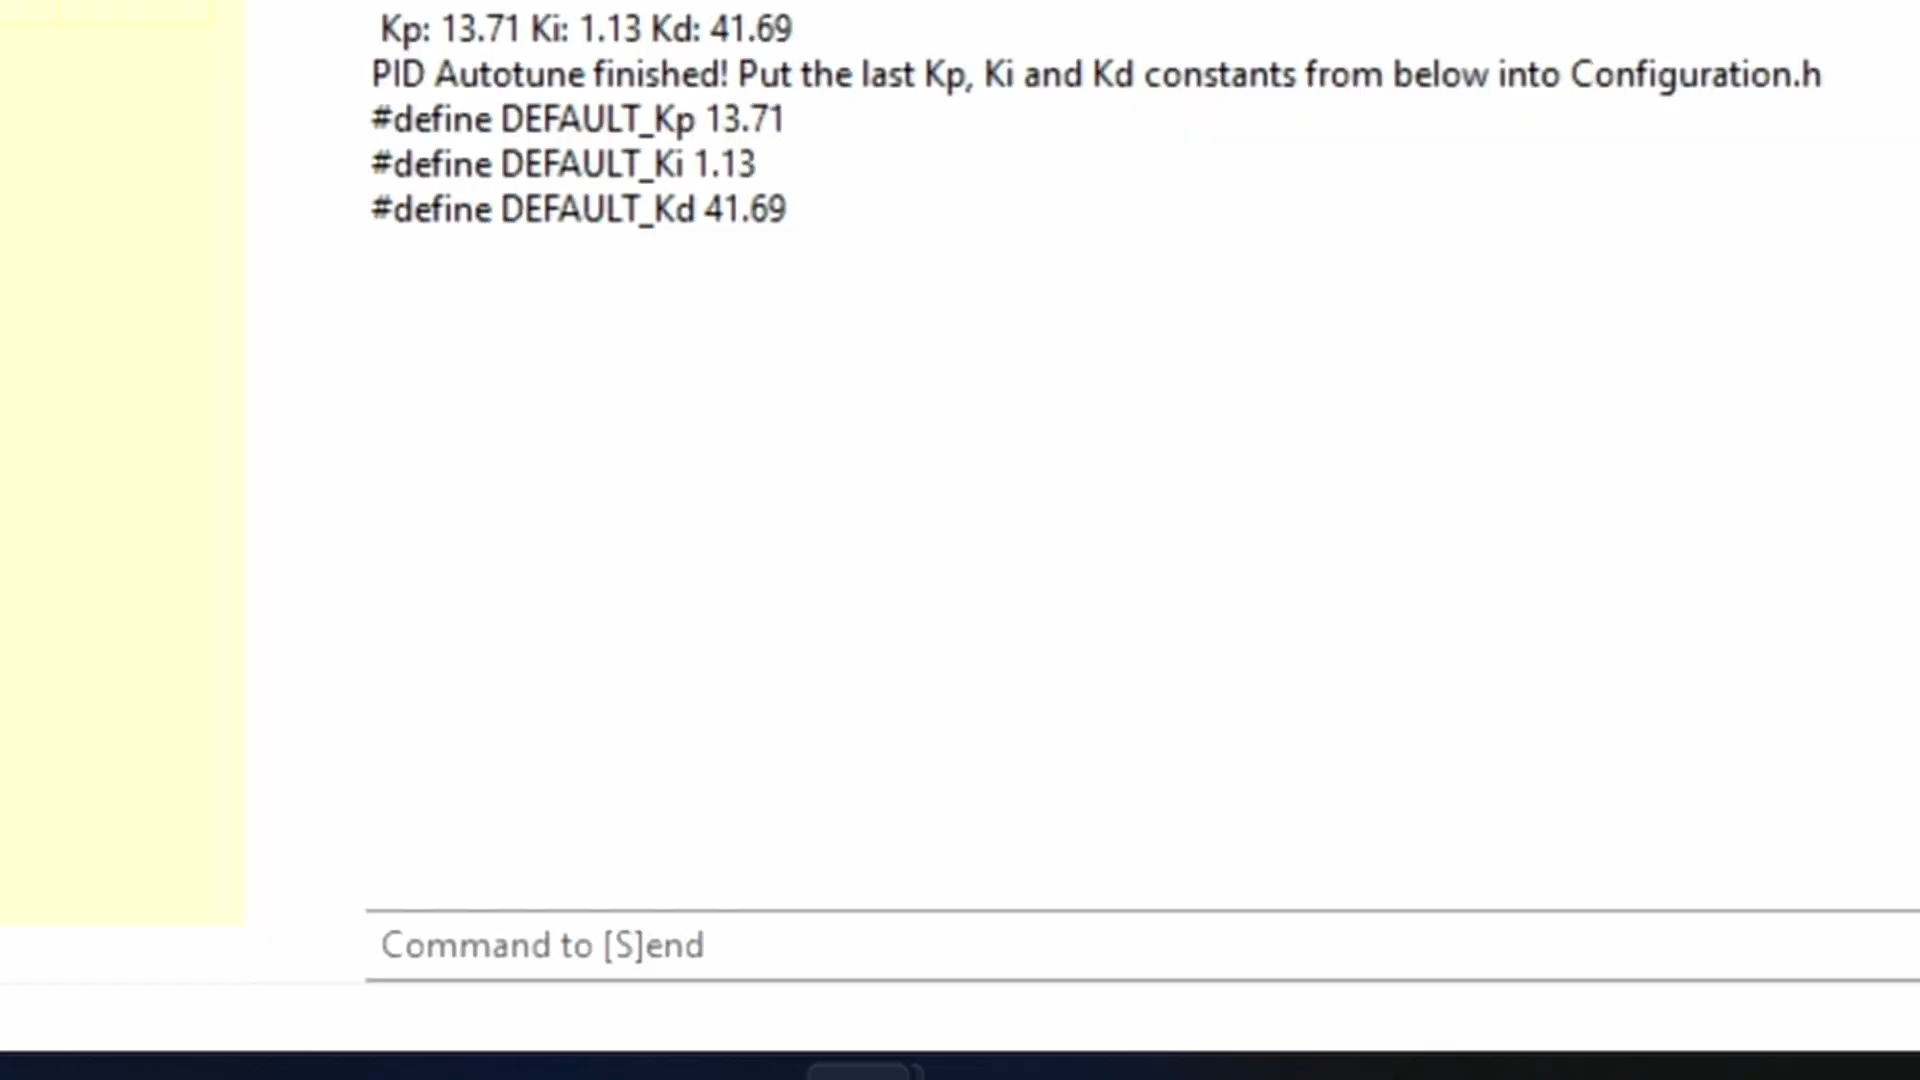 Kp: 13.71 Ki: 1.13 Kd: 41.69
PID Autotune finished! Put the last Kp, Ki and Kd constants from below into Configuration.h
#define DEFAULT_Kp 13.71
#define DEFAULT_Ki 1.13
#define DEFAULT_Kd 41.69
Command to [S]end